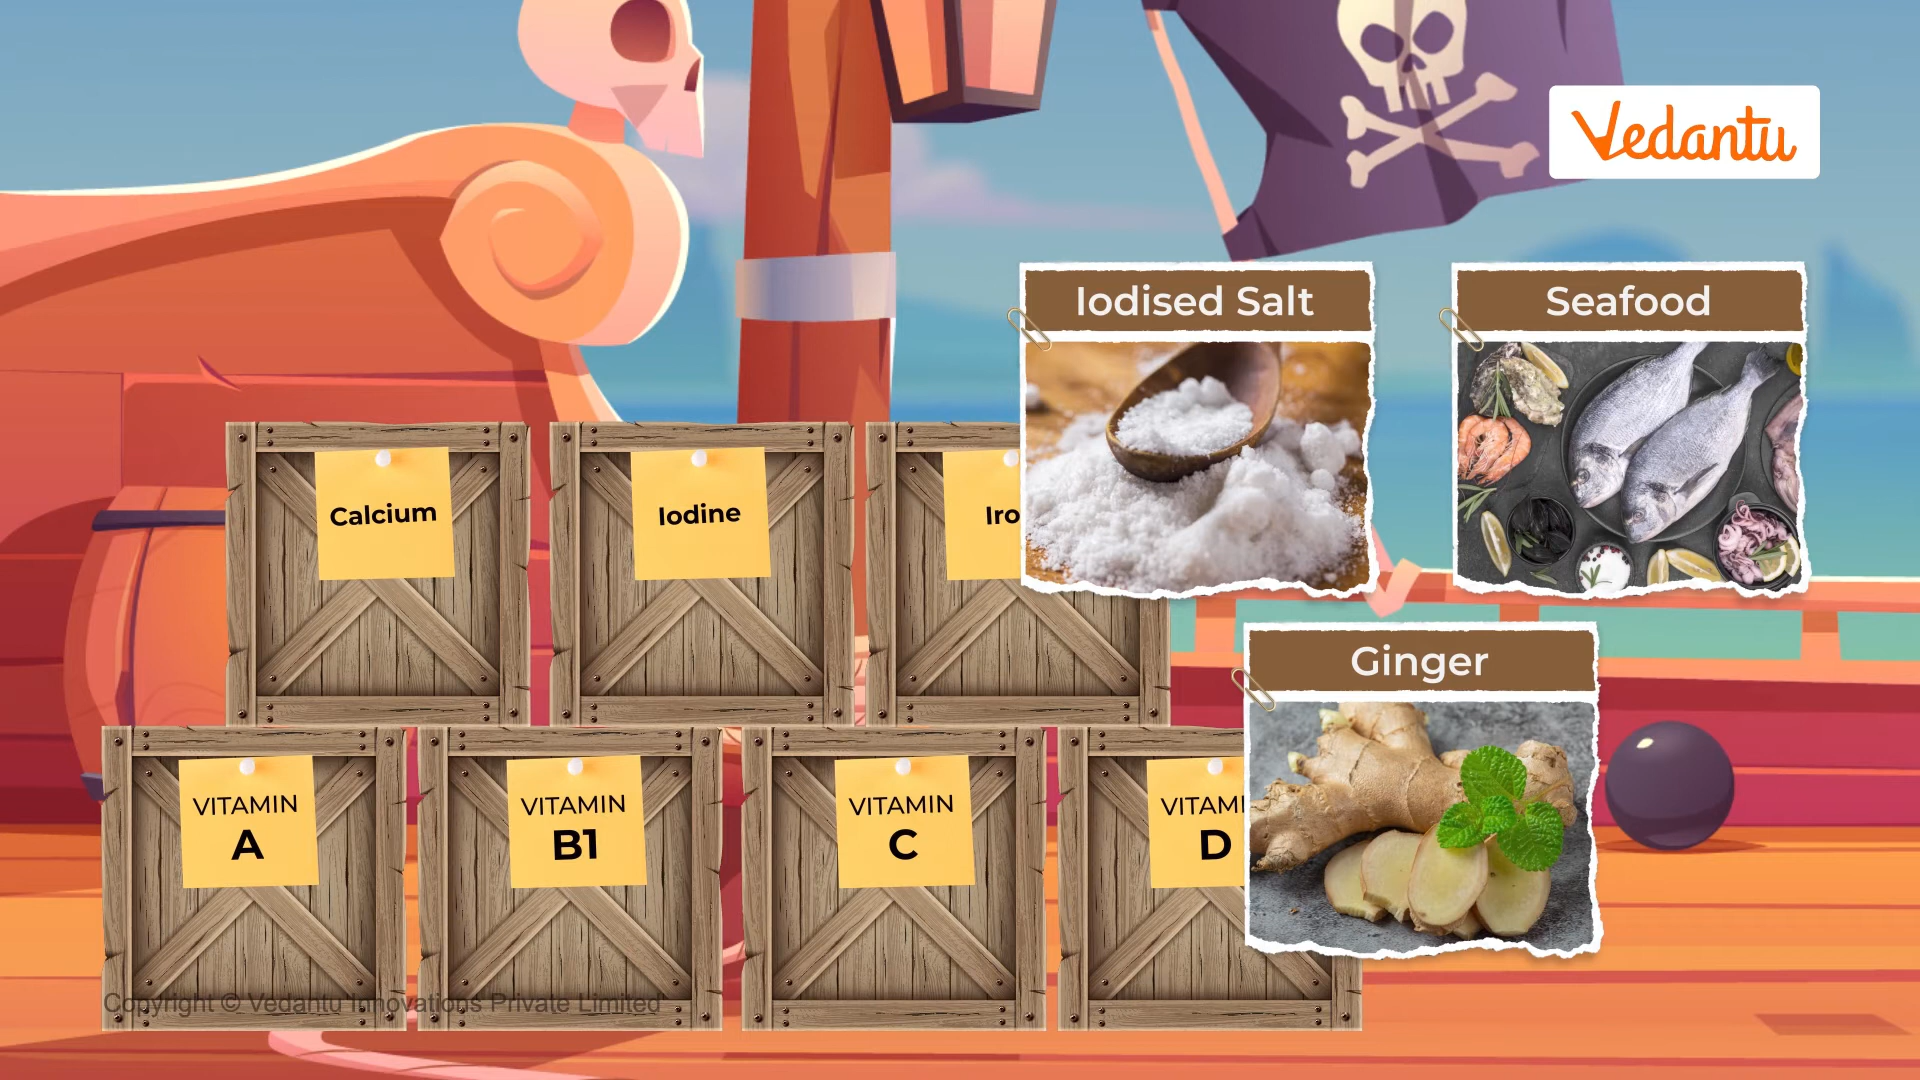 Vedantu
Iodised Salt
Seafood
Calcium
Iodine
Iro
Ginger
VITAMIN
A
VITAMIN
B1
VITAMIN
C
VITAMI
D
Copyright © Vedantu Innovations Private Limited